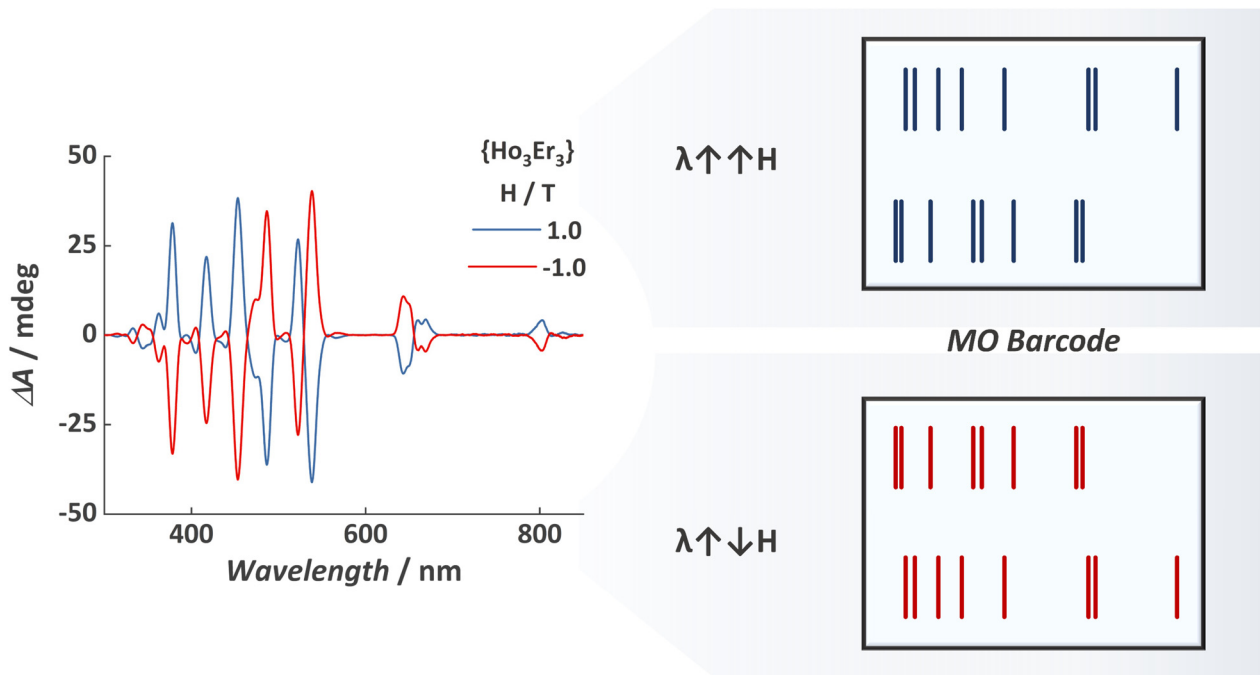 {Ho₃Er₃}
H / T
1.0
-1.0
50
25
0
-25
-50
ΔA / mdeg
400
600
800
Wavelength / nm
λ↑↑H
MO Barcode
λ↑↓H